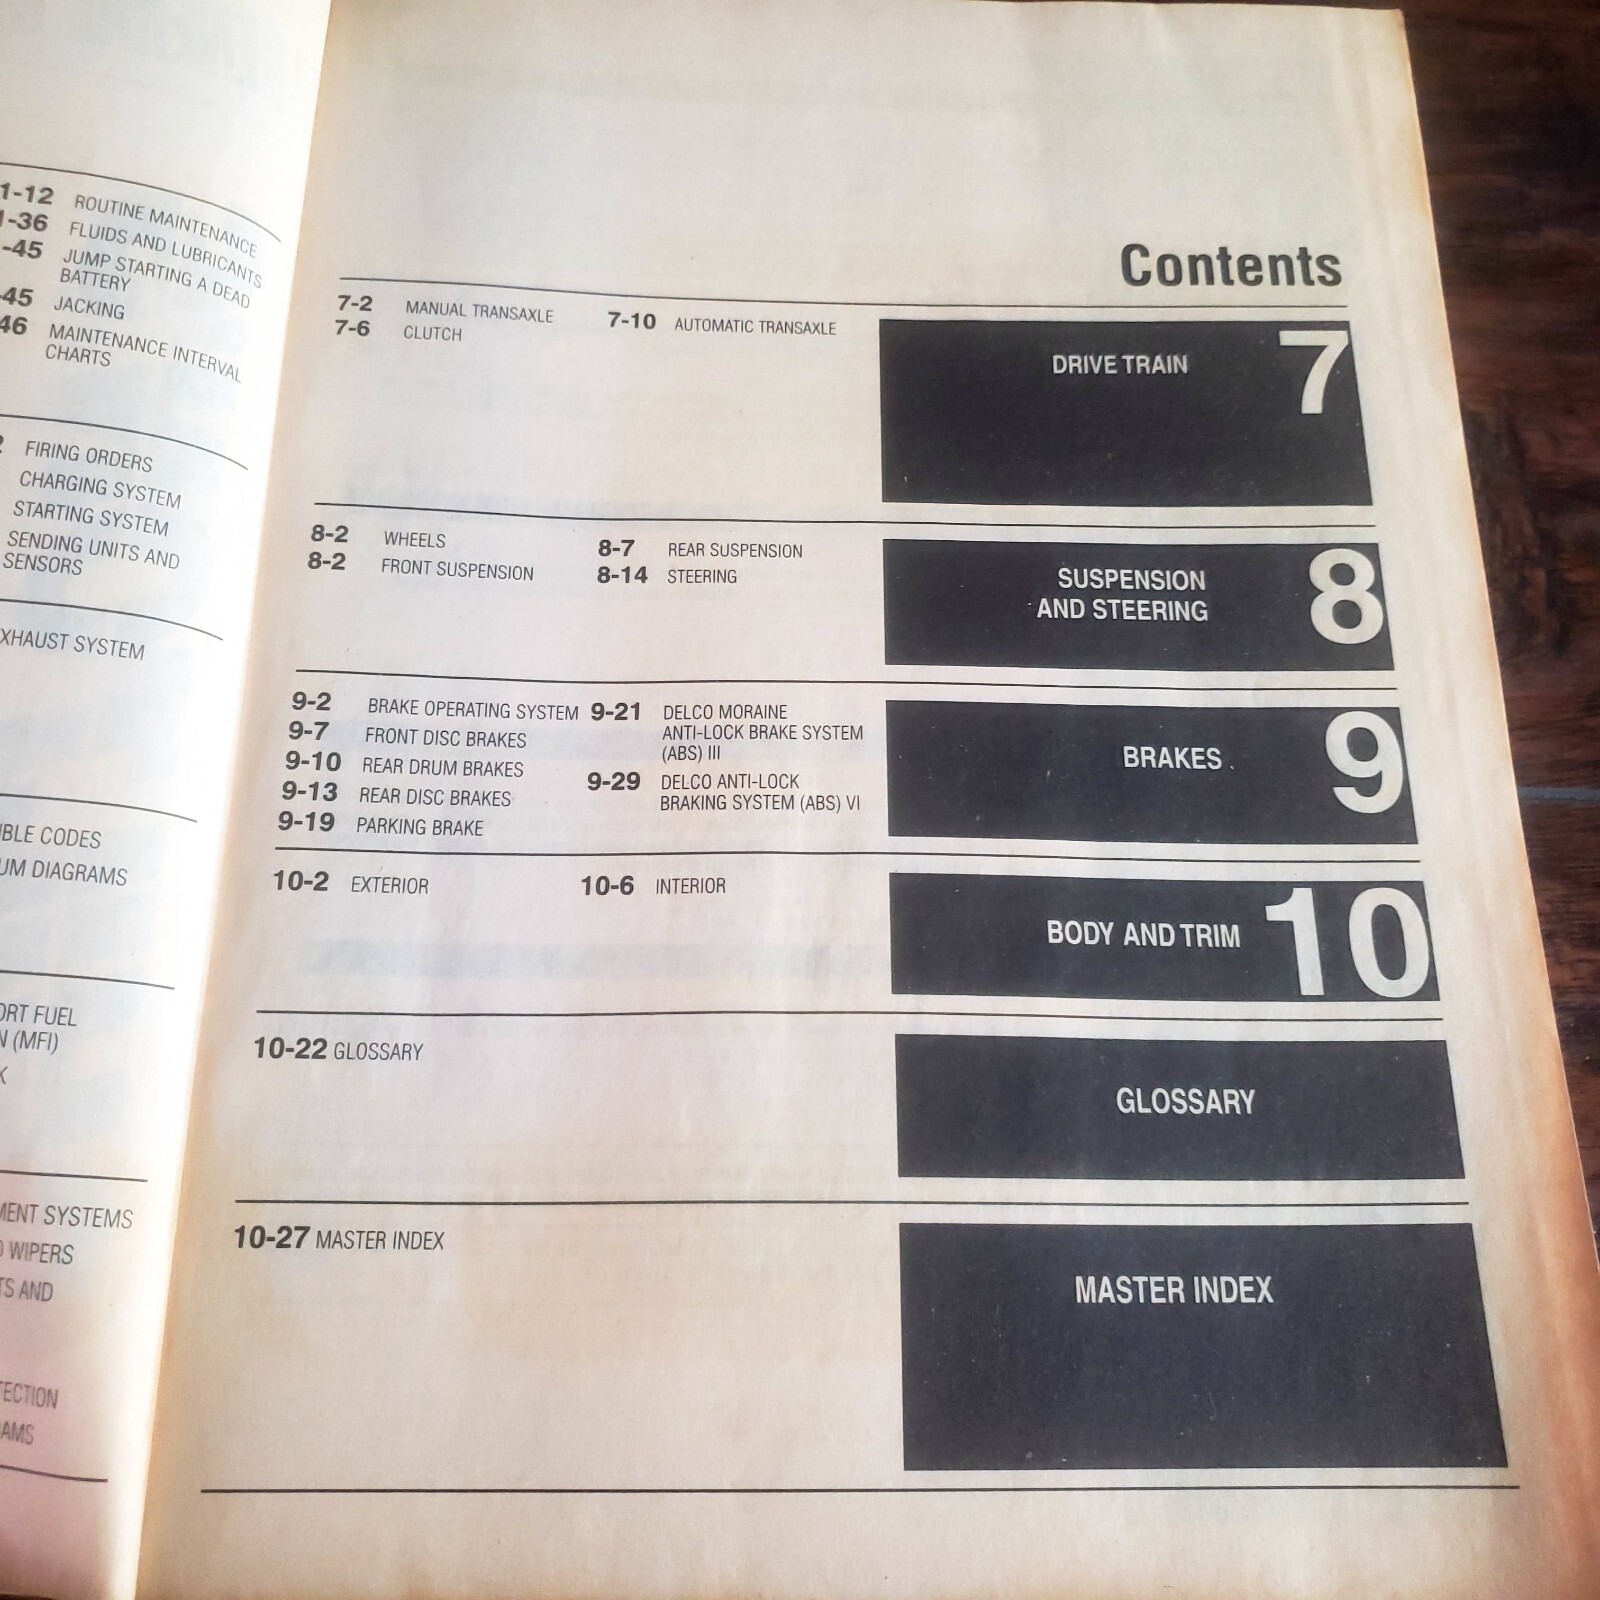 1-12 ROUTINE MAINTENANCE
1-36 FLUIDS AND LUBRICANTS
-45 JUMP STARTING A DEAD
BATTERY
-45 JACKING
46 MAINTENANCE INTERVAL
CHARTS
FIRING ORDERS
CHARGING SYSTEM
STARTING SYSTEM
SENDING UNITS AND
SENSORS
XHAUST SYSTEM
IBLE CODES
UM DIAGRAMS
ORT FUEL
N (MFI)
K
MENT SYSTEMS
WIPERS
TS AND
TECTION
AMS
Contents
7-2 MANUAL TRANSAXLE
7-6 CLUTCH
7-10 AUTOMATIC TRANSAXLE
DRIVE TRAIN 7
8-2 WHEELS
8-2 FRONT SUSPENSION
8-7 REAR SUSPENSION
8-14 STEERING
SUSPENSION
AND STEERING 8
9-2 BRAKE OPERATING SYSTEM
9-7 FRONT DISC BRAKES
9-10 REAR DRUM BRAKES
9-13 REAR DISC BRAKES
9-19 PARKING BRAKE
9-21 DELCO MORAINE
ANTI-LOCK BRAKE SYSTEM
(ABS) III
9-29 DELCO ANTI-LOCK
BRAKING SYSTEM (ABS) VI
BRAKES 9
10-2 EXTERIOR
10-6 INTERIOR
BODY AND TRIM 10
10-22 GLOSSARY
GLOSSARY
10-27 MASTER INDEX
MASTER INDEX